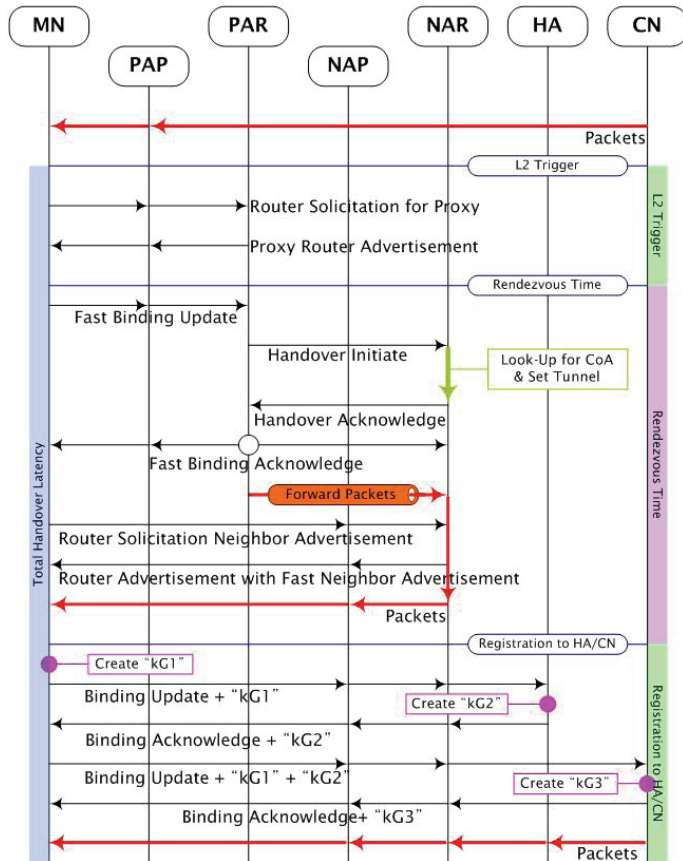 MN
PAR
NAR
HA
CN
PAP
NAP
Packets
L2 Trigger
L2 Trigger
Router Solicitation for Proxy
Proxy Router Advertisement
Rendezvous Time
Fast Binding Update
Handover Initiate
Look-Up for CoA
& Set Tunnel
Handover Acknowledge
Fast Binding Acknowledge
Forward Packets
Rendezvous Time
Total Handover Latency
Router Solicitation Neighbor Advertisement
Router Advertisement with Fast Neighbor Advertisement
Packets
Registration to HA/CN
Create “kG1”
Binding Update + “kG1”
Create “kG2”
Registration to HA/CN
Binding Acknowledge + “kG2”
Binding Update + “kG1” + “kG2”
Create “kG3”
Binding Acknowledge+ “kG3”
Packets